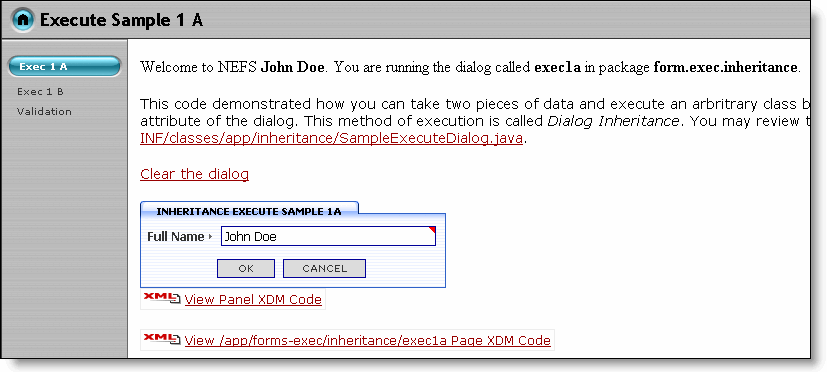 Execute Sample 1 A
Exec 1 A
Exec 1 B
Validation
Welcome to NEFS John Doe. You are running the dialog called exec1a in package form.exec.inheritance.
This code demonstrated how you can take two pieces of data and execute an arbritrary class b
attribute of the dialog. This method of execution is called Dialog Inheritance. You may review t
INF/classes/app/inheritance/SampleExecuteDialog.java.
Clear the dialog
INHERITANCE EXECUTE SAMPLE 1A
Full Name John Doe
OK CANCEL
XML View Panel XDM Code
XML View /app/forms-exec/inheritance/exec1a Page XDM Code